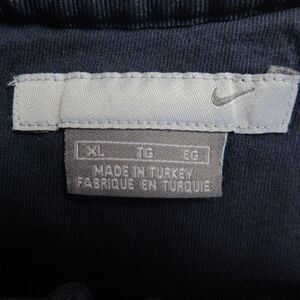 XL TG EG
MADE IN TURKEY
FABRIQUE EN TURQUIE